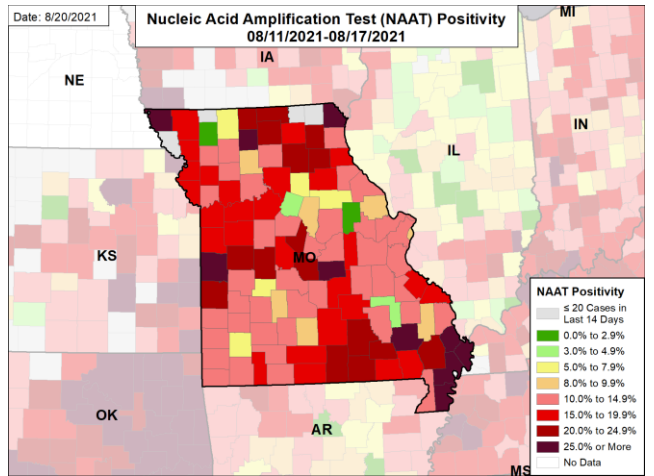 Date: 8/20/2021
Nucleic Acid Amplification Test (NAAT) Positivity
08/11/2021-08/17/2021
MI
IA
NE
IL
IN
KS
MO
OK
AR
MS
NAAT Positivity
≤ 20 Cases in
Last 14 Days
0.0% to 2.9%
3.0% to 4.9%
5.0% to 7.9%
8.0% to 9.9%
10.0% to 14.9%
15.0% to 19.9%
20.0% to 24.9%
25.0% or More
No Data